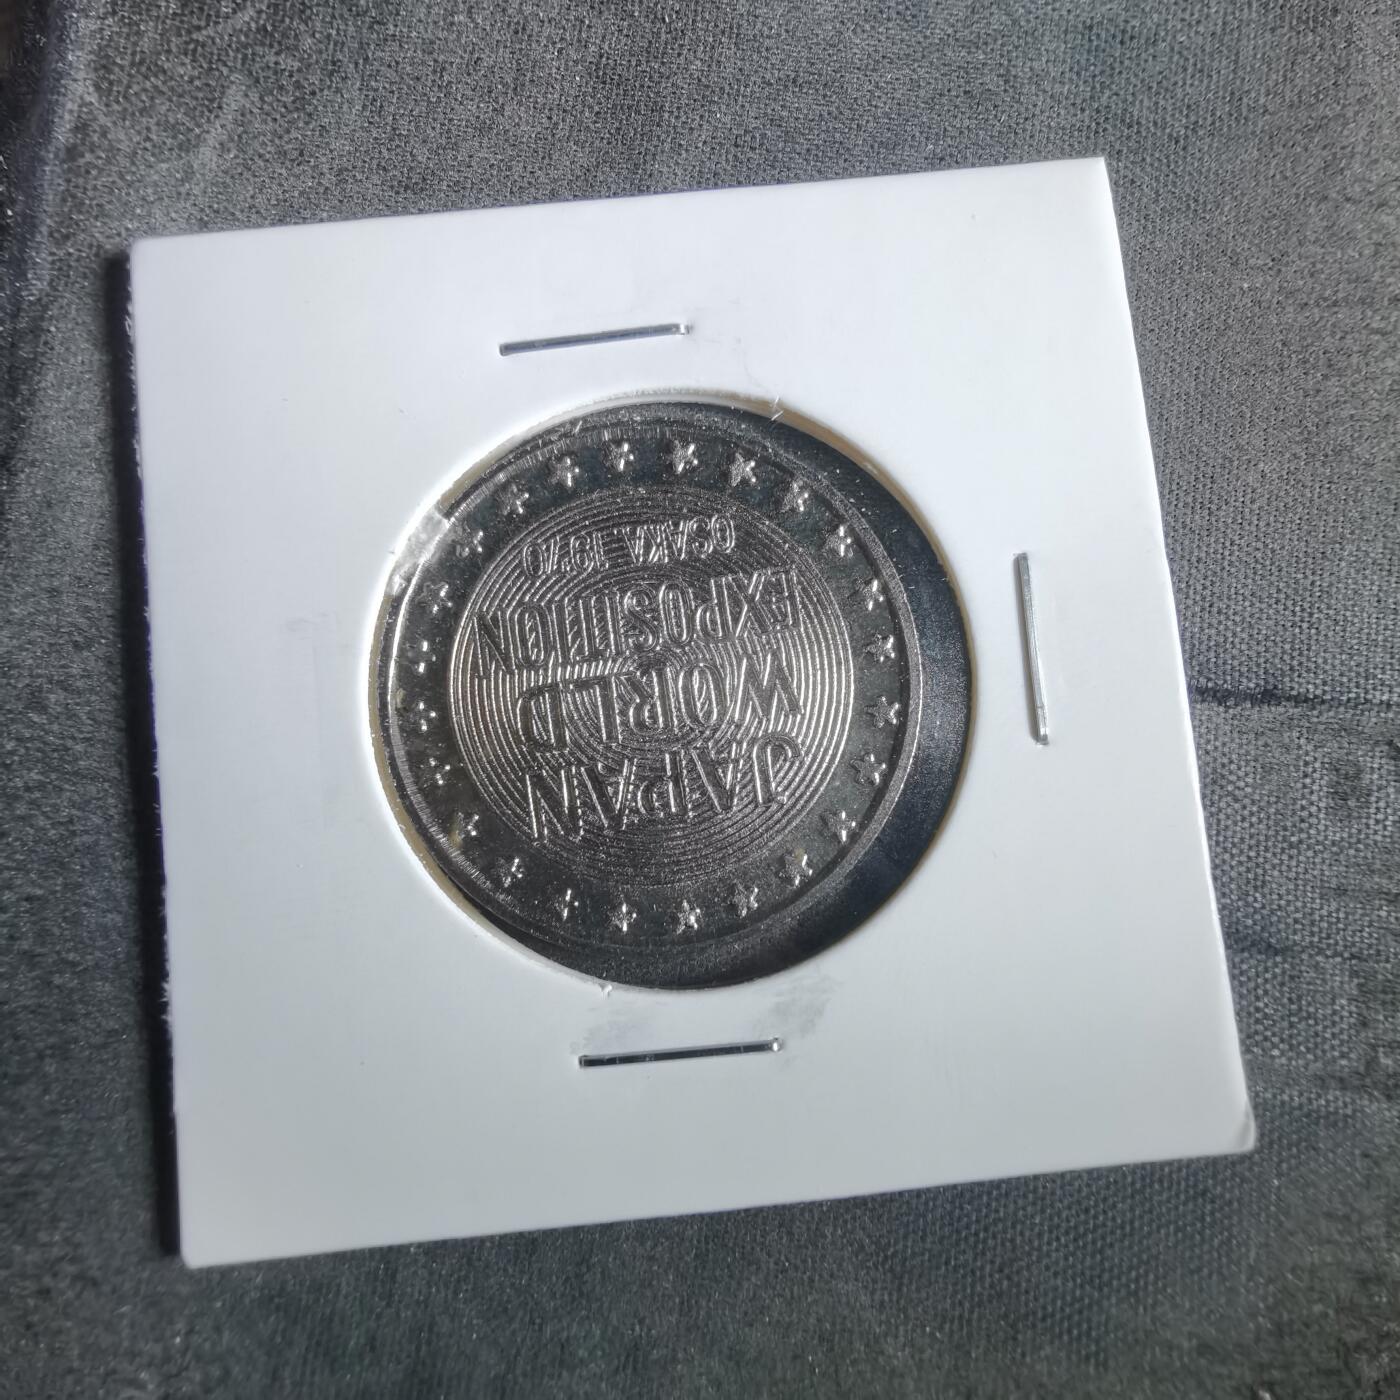 JAPAN
WORLD
EXPOSITION
OSAKA 1970